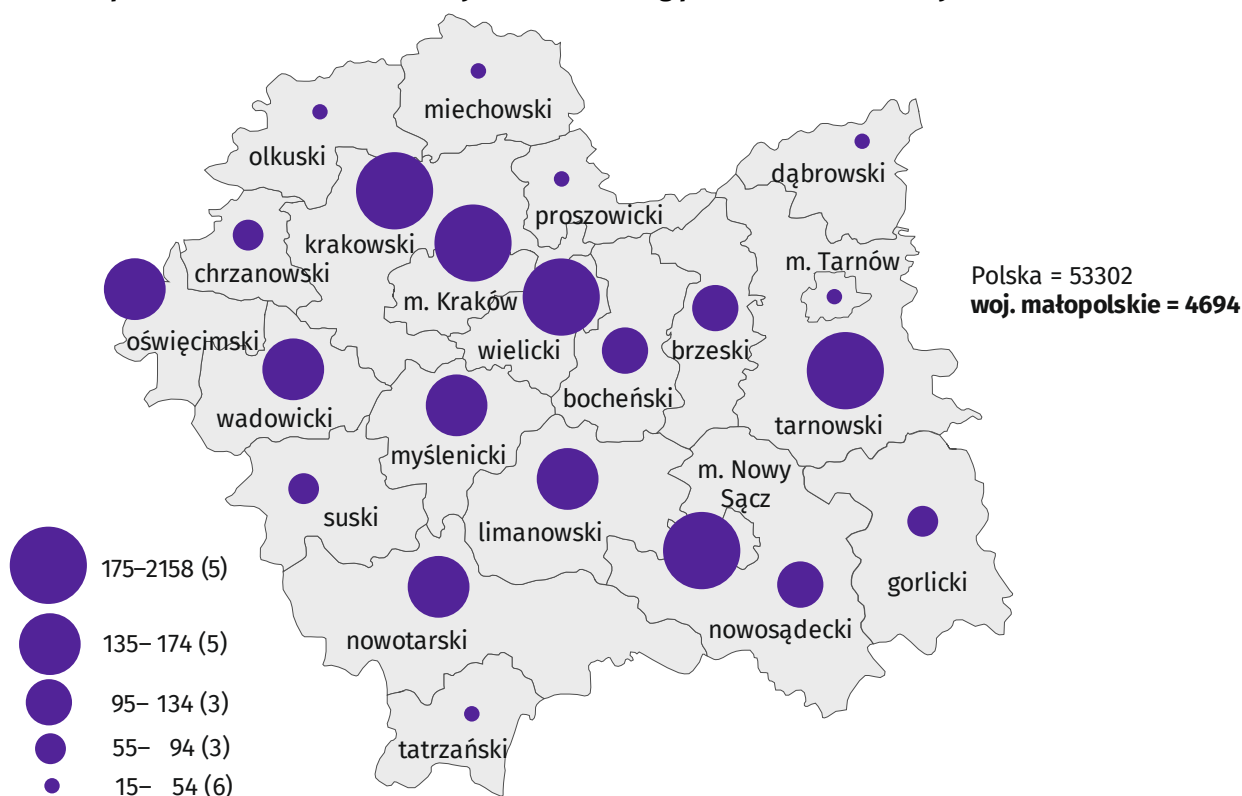 miechowski
olkuski
dąbrowski
proszowicki
krakowski
chrzanowski
m. Tarnów
m. Kraków
oświęcimski
wielicki
brzeski
bocheński
wadowicki
tarnowski
myślenicki
m. Nowy
Sącz
suski
limanowski
gorlicki
nowotarski
nowosądecki
tatrzański
Polska = 53302
woj. małopolskie = 4694
175–2158 (5)
135– 174 (5)
95– 134 (3)
55– 94 (3)
15– 54 (6)